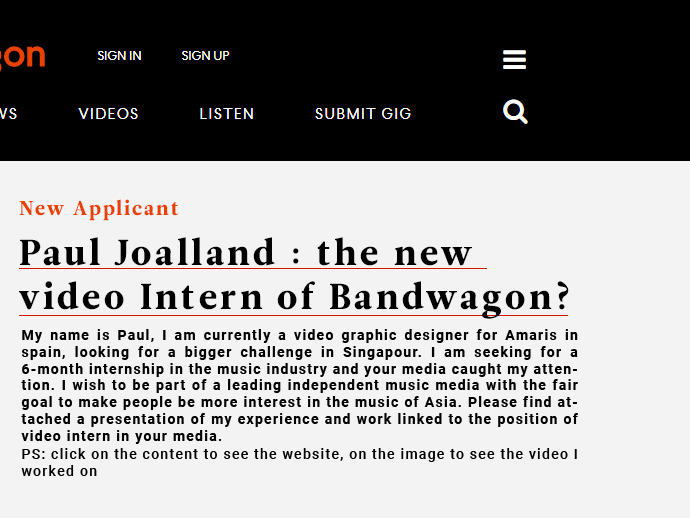 gon
SIGN IN SIGN UP
WS VIDEOS LISTEN SUBMIT GIG
New Applicant
Paul Joalland : the new
video Intern of Bandwagon?
My name is Paul, I am currently a video graphic designer for Amaris in
spain, looking for a bigger challenge in Singapour. I am seeking for a
6-month internship in the music industry and your media caught my atten-
tion. I wish to be part of a leading independent music media with the fair
goal to make people be more interest in the music of Asia. Please find at-
tached a presentation of my experience and work linked to the position of
video intern in your media.
PS: click on the content to see the website, on the image to see the video I
worked on